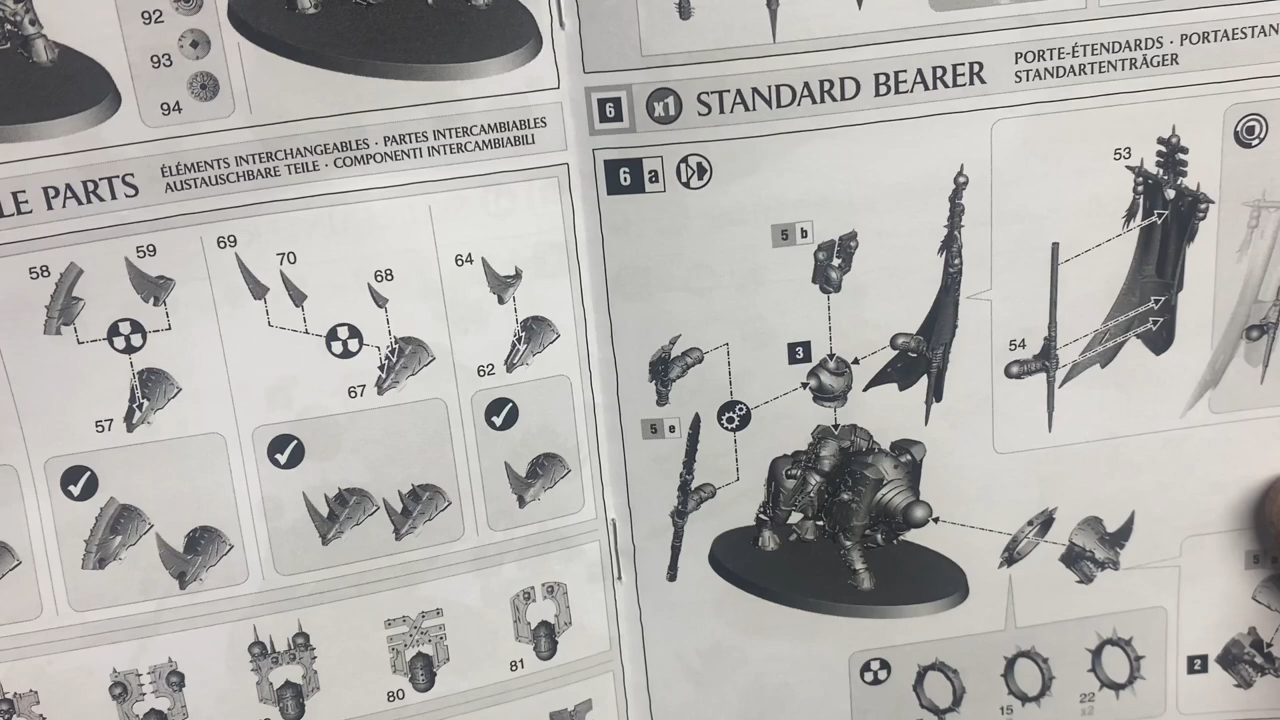 92
93
94
LE PARTS
ÉLÉMENTS INTERCHANGEABLES · PARTES INTERCAMBIABLES
AUSTAUSCHBARE TEILE · COMPONENTI INTERCAMBIABILI
58
59
57
69
70
68
67
64
62
80
81
6
x1
STANDARD BEARER
PORTE-ÉTENDARDS · PORTAESTAN
STANDARTENTRÄGER
6 a
5 b
53
54
3
5 e
5
2
15
22
x2